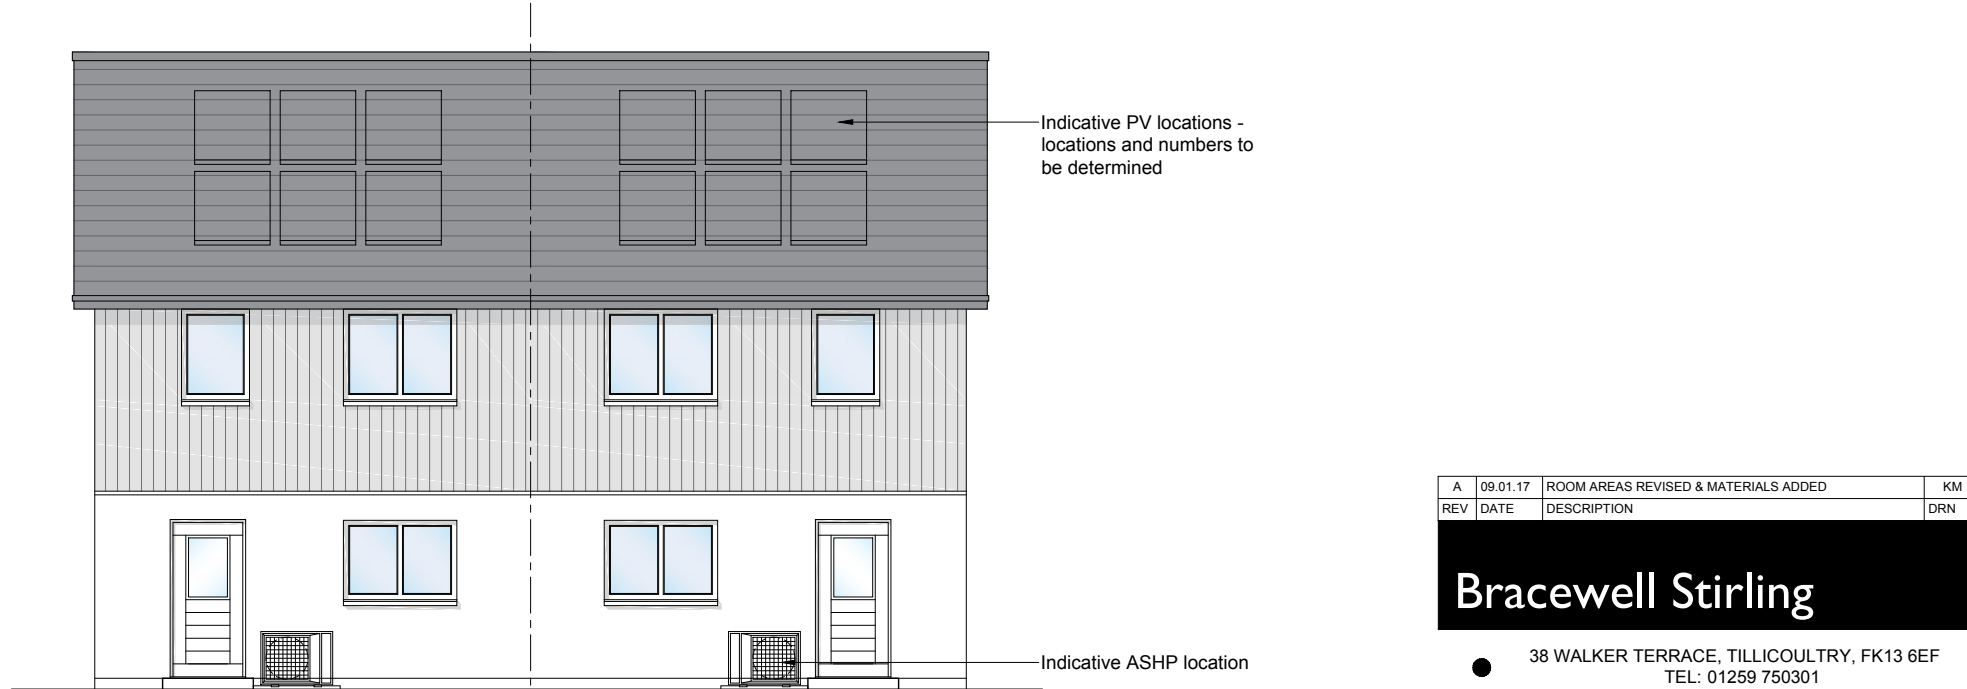 Indicative PV locations -
locations and numbers to
be determined
Indicative ASHP location
A 09.01.17 ROOM AREAS REVISED & MATERIALS ADDED KM
REV DATE DESCRIPTION DRN
Bracewell Stirling
38 WALKER TERRACE, TILLICOULTRY, FK13 6EF
TEL: 01259 750301